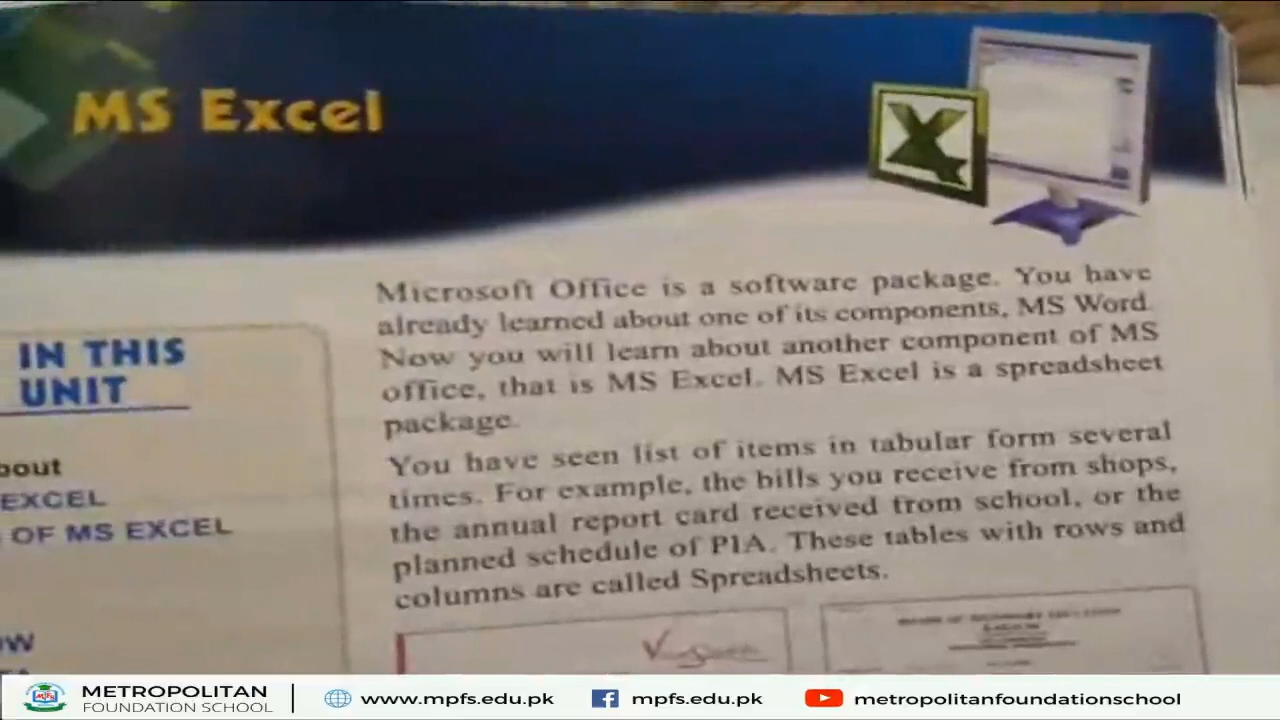 MS Excel
Microsoft Office is a software package. You have
already learned about one of its components, MS Word.
Now you will learn about another component of MS
office, that is MS Excel. MS Excel is a spreadsheet
package.
You have seen list of items in tabular form several
times. For example, the bills you receive from shops,
the annual report card received from school, or the
planned schedule of PIA. These tables with rows and
columns are called Spreadsheets.
IN THIS
UNIT
bout
EXCEL
OF MS EXCEL
OW
METROPOLITAN
FOUNDATION SCHOOL
www.mpfs.edu.pk
mpfs.edu.pk
metropolitanfoundationschool